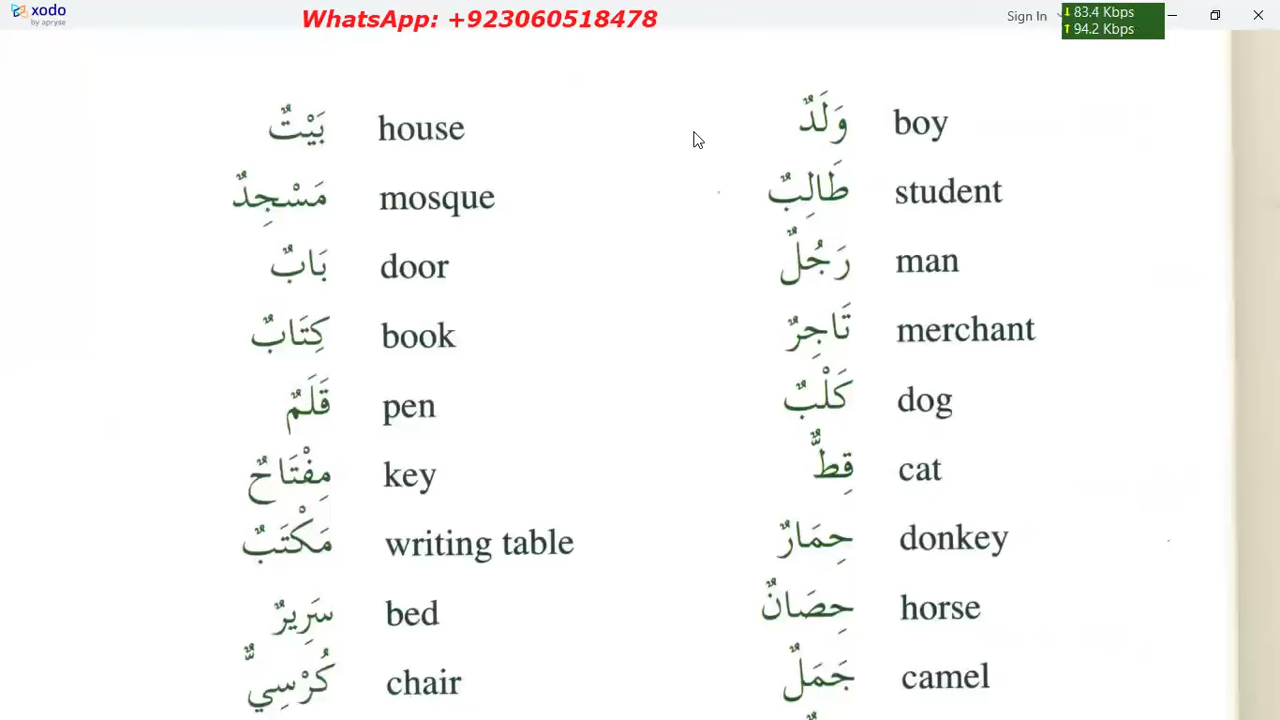 xodo
by apryse
WhatsApp: +923060518478
Sign In
83.4 Kbps
94.2 Kbps
بَيْتٌ house
مَسْجِدٌ mosque
بَابٌ door
كِتَابٌ book
قَلَمٌ pen
مِفْتَاحٌ key
مَكْتَبٌ writing table
سَرِيرٌ bed
كُرْسِيٌّ chair
وَلَدٌ boy
طَالِبٌ student
رَجُلٌ man
تَاجِرٌ merchant
كَلْبٌ dog
قِطٌّ cat
حِمَارٌ donkey
حِصَانٌ horse
جَمَلٌ camel